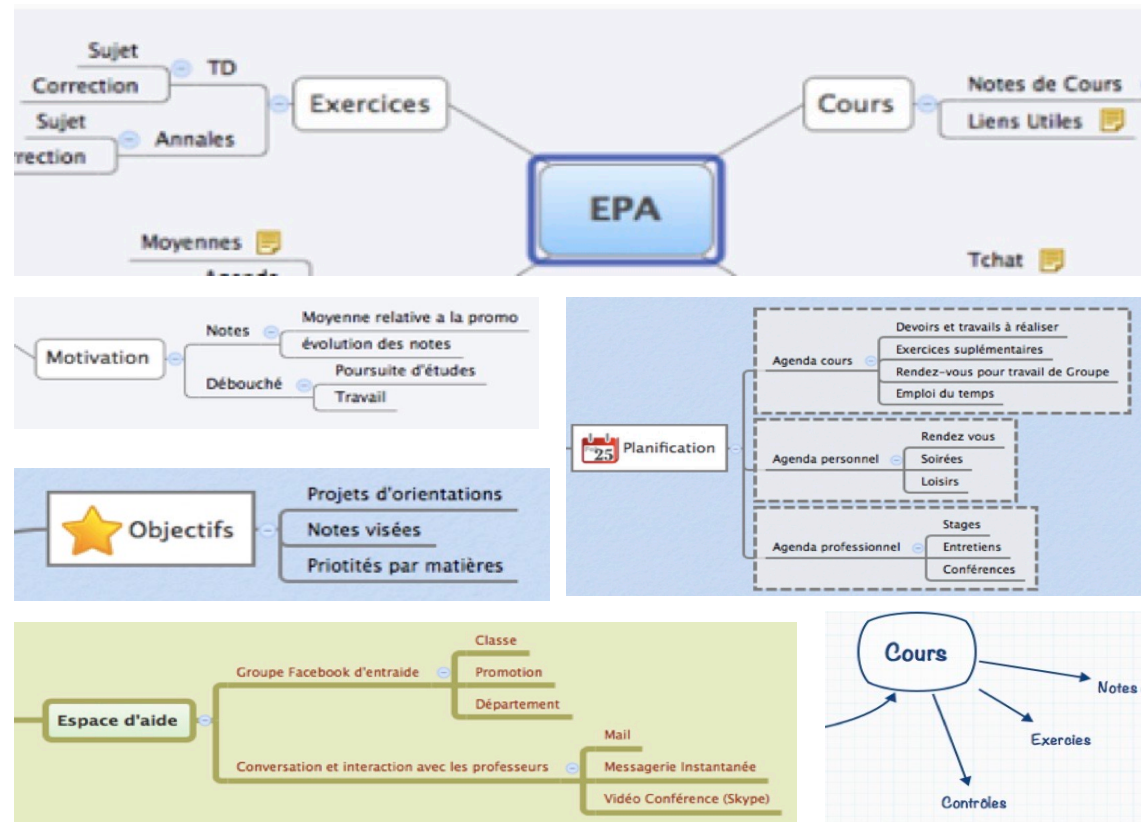 Sujet
Correction
TD
Sujet
rrection
Annales
Exercices
EPA
Cours
Notes de Cours
Liens Utiles
Moyennes
Agenda
Tchat
Motivation
Notes
Moyenne relative a la promo
évolution des notes
Débouché
Poursuite d'études
Travail
Objectifs
Projets d'orientations
Notes visées
Priotités par matières
25
Planification
Agenda cours
Devoirs et travails à réaliser
Exercices suplémentaires
Rendez-vous pour travail de Groupe
Emploi du temps
Agenda personnel
Rendez vous
Soirées
Loisirs
Agenda professionnel
Stages
Entretiens
Conférences
Espace d'aide
Groupe Facebook d'entraide
Classe
Promotion
Département
Conversation et interaction avec les professeurs
Mail
Messagerie Instantanée
Vidéo Conférence (Skype)
Cours
Notes
Exercies
Contrôles